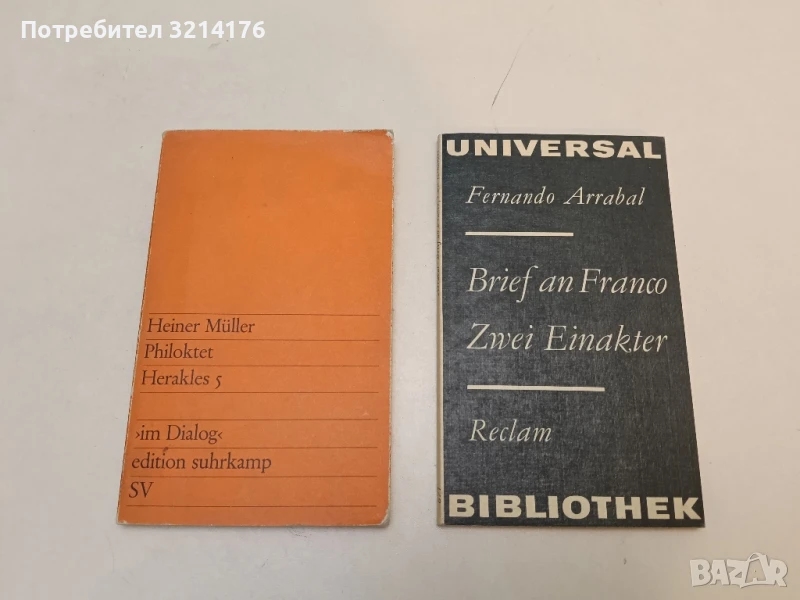 Потребител 3214176
Heiner Müller
Philoktet
Herakles 5
›im Dialog‹
edition suhrkamp
SV
UNIVERSAL
Fernando Arrabal
Brief an Franco
Zwei Einakter
Reclam
BIBLIOTHEK
BAZAR